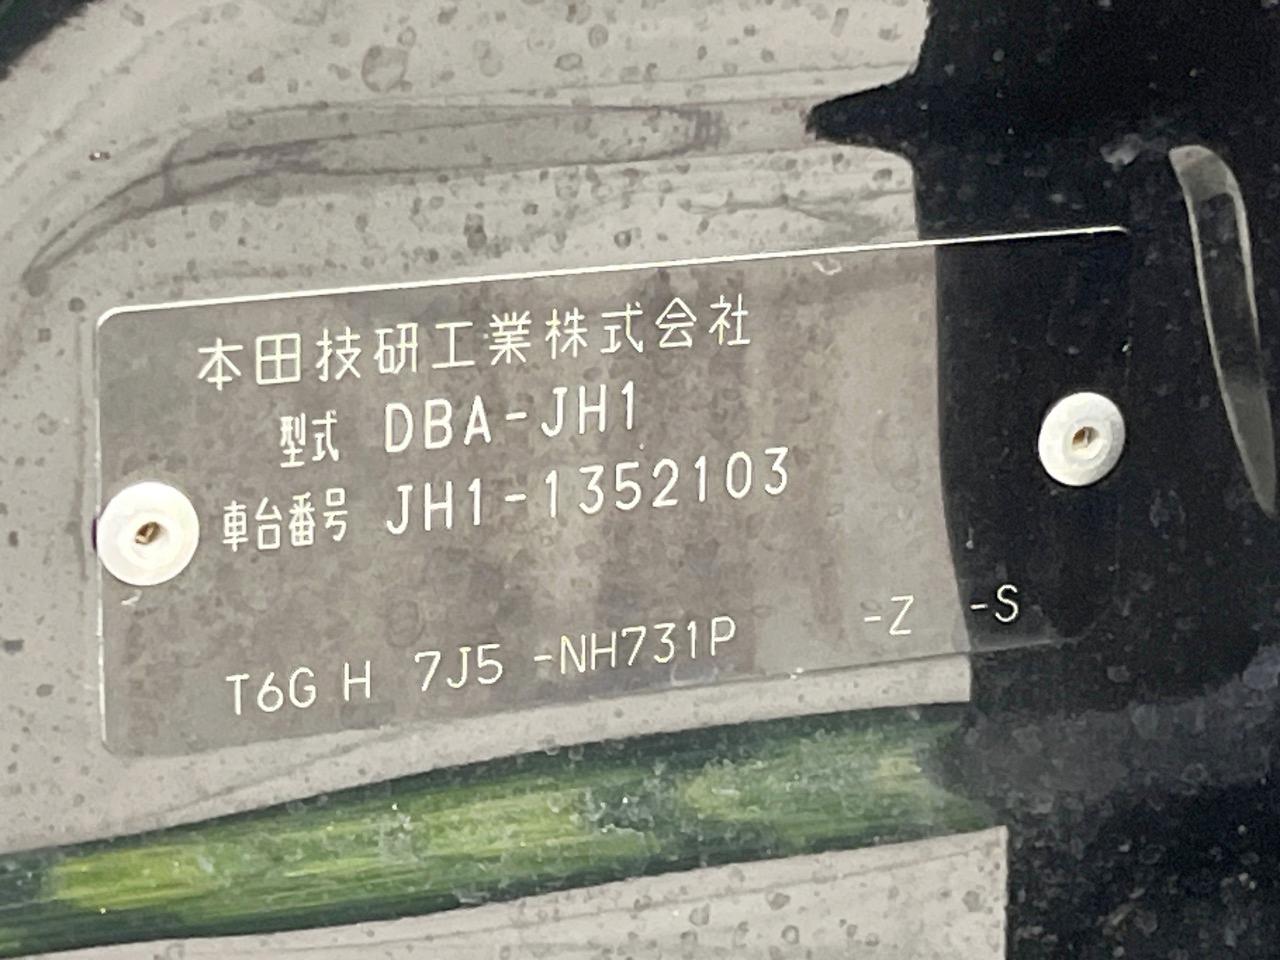 本田技研工業株式会社
型式 DBA-JH1
車台番号 JH1-1352103
T6G H 7J5 -NH731P -Z -S